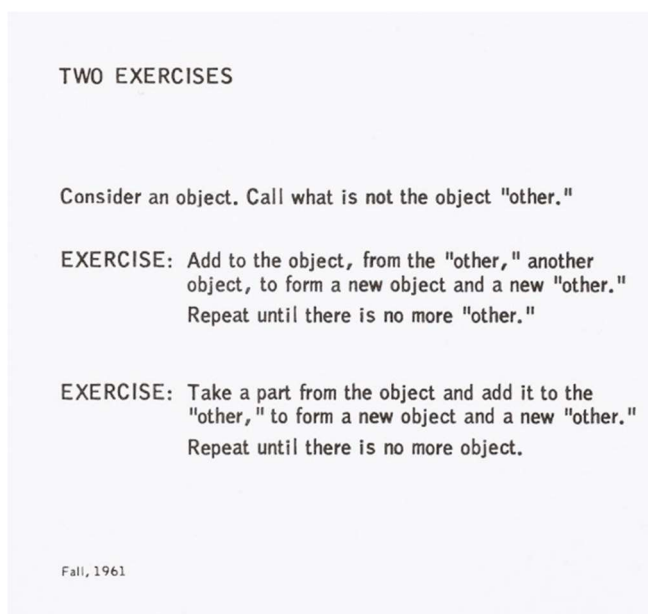 TWO EXERCISES
Consider an object. Call what is not the object "other."
EXERCISE: Add to the object, from the "other," another
object, to form a new object and a new "other."
Repeat until there is no more "other."
EXERCISE: Take a part from the object and add it to the
"other," to form a new object and a new "other."
Repeat until there is no more object.
Fall, 1961